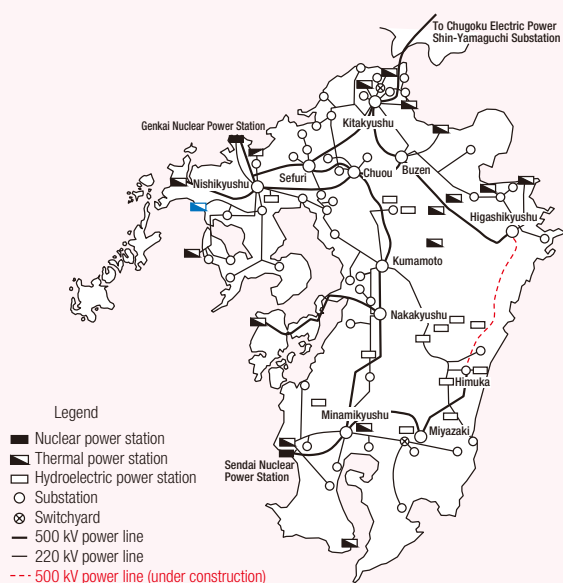 To Chugoku Electric Power
Shin-Yamaguchi Substation
Kitakyushu
Genkai Nuclear Power Station
Sefuri
Chuou
Buzen
Nishikyushu
Higashikyushu
Kumamoto
Nakakyushu
Himuka
Minamikyushu
Miyazaki
Sendai Nuclear
Power Station
Legend
Nuclear power station
Thermal power station
Hydroelectric power station
Substation
Switchyard
500 kV power line
220 kV power line
500 kV power line (under construction)